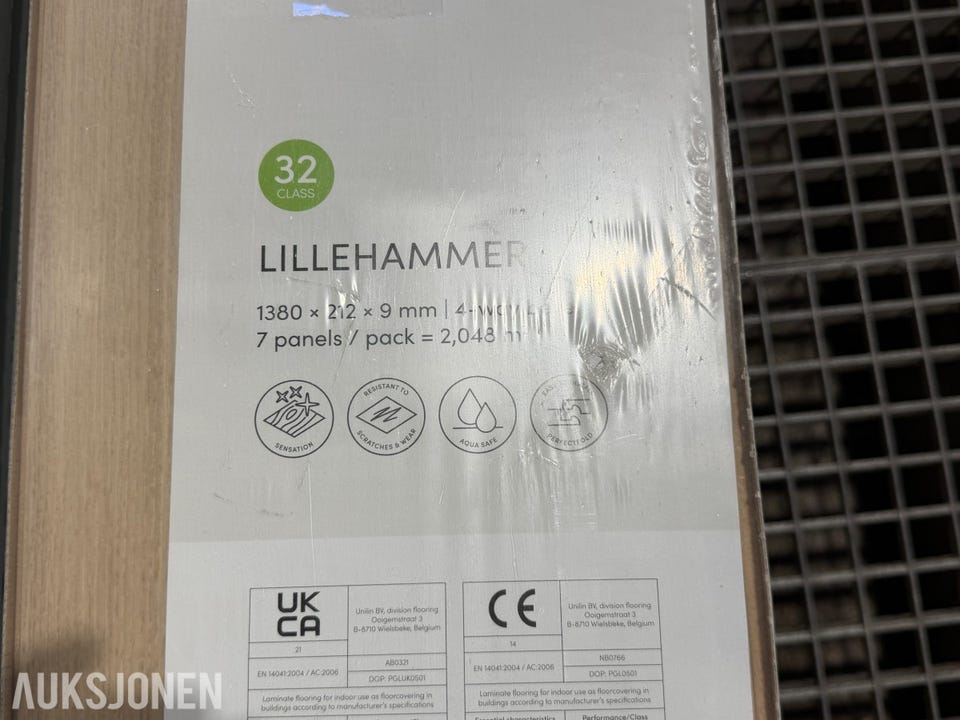 32
CLASS
LILLEHAMMER
1380 × 212 × 9 mm | 4-way
7 panels / pack = 2,048 m
SENSATION
RESISTANT TO
SCRATCHES & WEAR
AQUA SAFE
PERFECTFOLD
UK
CA
Unilin BV, division flooring
Ooigemstraat 3
B-8710 Wielsbeke, Belgium
21
EN 14041:2004 / AC:2006
AB0321
DOP: PGLUK0501
Laminate flooring for indoor use as floorcovering in
buildings according to manufacturer's specifications
CE
Unilin BV, division flooring
Ooigemstraat 3
B-8710 Wielsbeke, Belgium
14
EN 14041:2004 / AC:2006
NB0766
DOP: PGL0501
Laminate flooring for indoor use as floorcovering in
buildings according to manufacturer's specifications
Essential characteristics
Performance/Class
AUKSJONEN